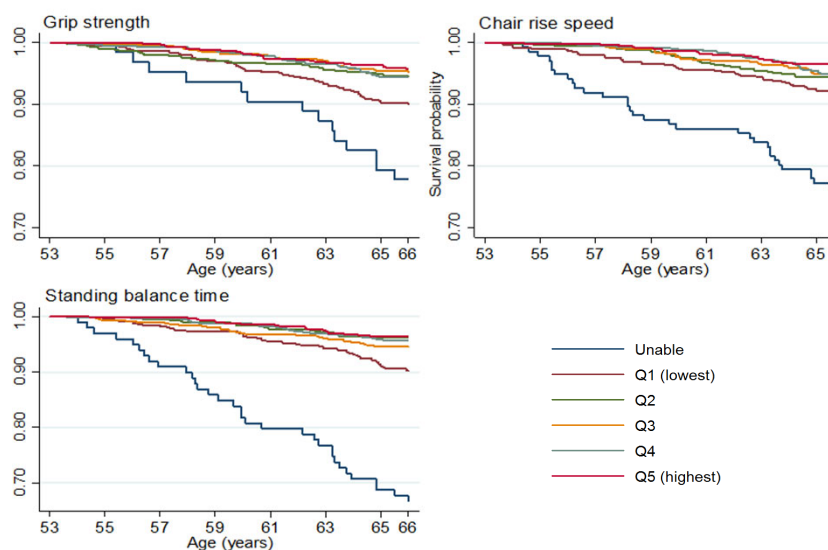 Grip strength
1.00
0.90
0.80
0.70
53 55 57 59 61 63 65 66
Age (years)
Chair rise speed
Survival probability
1.00
0.90
0.80
0.70
53 55 57 59 61 63 65
Age (years)
Standing balance time
1.00
0.90
0.80
0.70
53 55 57 59 61 63 65 66
Age (years)
Unable
Q1 (lowest)
Q2
Q3
Q4
Q5 (highest)